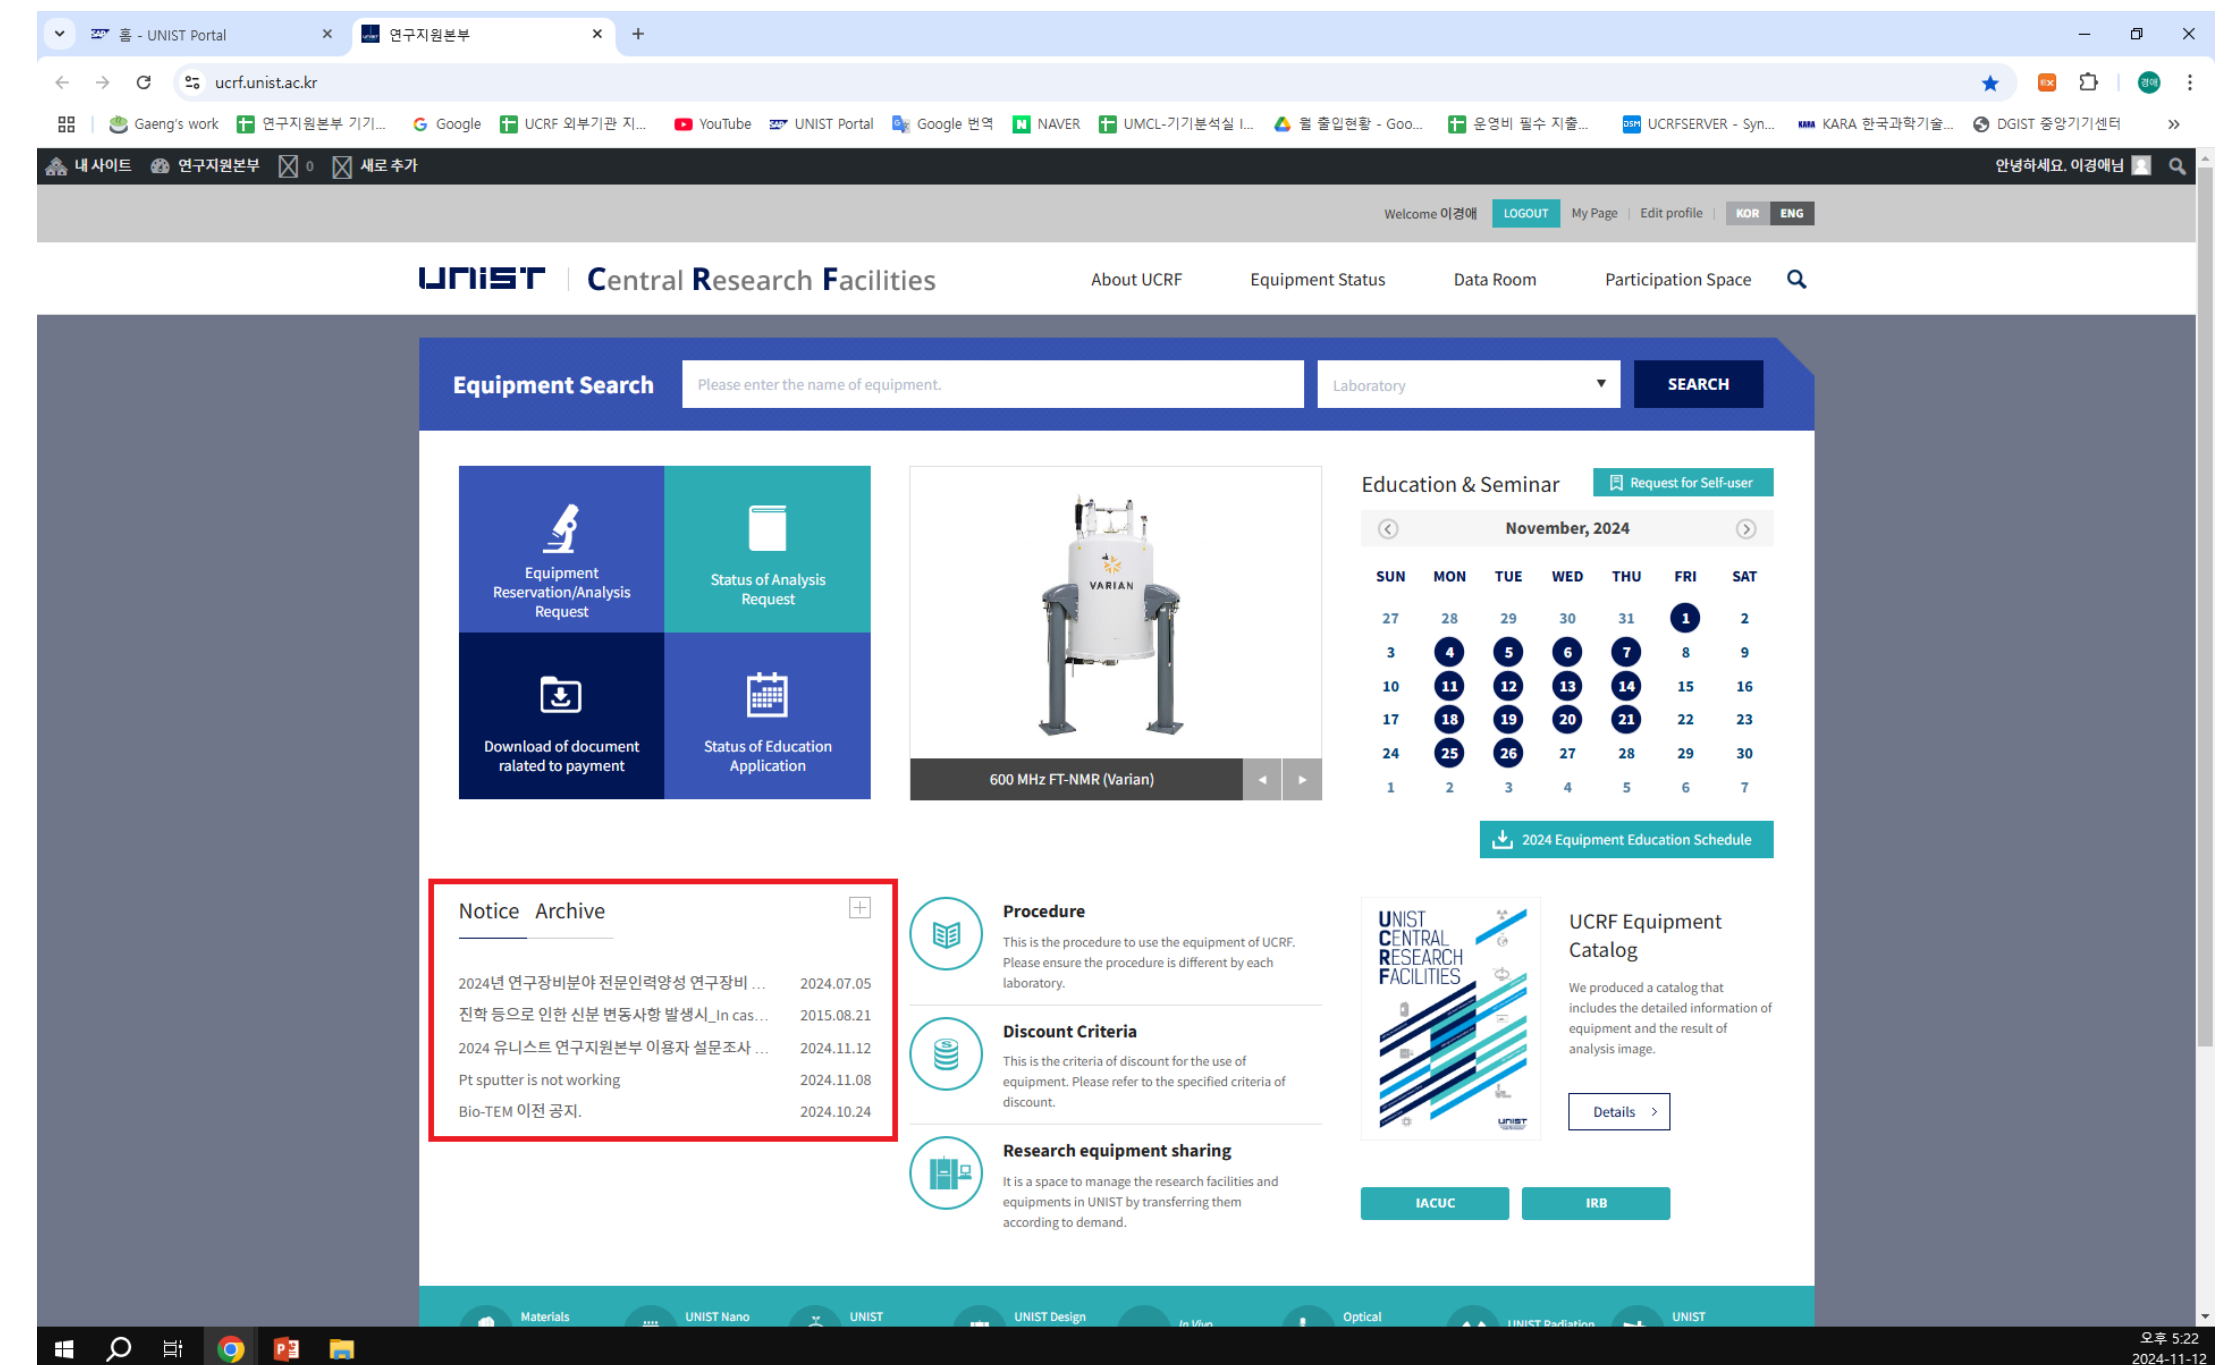 홈 - UNIST Portal
연구지원본부
ucrf.unist.ac.kr
Gaeng's work
연구지원본부 기기...
Google
UCRF 외부기관 지...
YouTube
UNIST Portal
Google 번역
NAVER
UMCL-기기분석실 I...
월 출입현황 - Goo...
운영비 필수 지출...
UCRFSERVER - Syn...
KARA 한국과학기술...
DGIST 중앙기기센터
내 사이트 연구지원본부 0 새로 추가
안녕하세요. 이경애님
Welcome 이경애 LOGOUT My Page | Edit profile | KOR ENG
UNIST | Central Research Facilities
About UCRF
Equipment Status
Data Room
Participation Space
Equipment Search
Please enter the name of equipment.
Laboratory
SEARCH
Equipment
Reservation/Analysis
Request
Status of Analysis
Request
Download of document
ralated to payment
Status of Education
Application
VARIAN
600 MHz FT-NMR (Varian)
Education & Seminar
Request for Self-user
November, 2024
SUN MON TUE WED THU FRI SAT
27 28 29 30 31 1 2
3 4 5 6 7 8 9
10 11 12 13 14 15 16
17 18 19 20 21 22 23
24 25 26 27 28 29 30
1 2 3 4 5 6 7
2024 Equipment Education Schedule
Notice Archive
2024년 연구장비분야 전문인력양성 연구장비 ... 2024.07.05
진학 등으로 인한 신분 변동사항 발생시_In cas... 2015.08.21
2024 유니스트 연구지원본부 이용자 설문조사 ... 2024.11.12
Pt sputter is not working 2024.11.08
Bio-TEM 이전 공지. 2024.10.24
Procedure
This is the procedure to use the equipment of UCRF.
Please ensure the procedure is different by each
laboratory.
Discount Criteria
This is the criteria of discount for the use of
equipment. Please refer to the specified criteria of
discount.
Research equipment sharing
It is a space to manage the research facilities and
equipments in UNIST by transferring them
according to demand.
UNIST
CENTRAL
RESEARCH
FACILITIES
UNIST
UCRF Equipment
Catalog
We produced a catalog that
includes the detailed information of
equipment and the result of
analysis image.
Details
IACUC
IRB
Materials
UNIST Nano
UNIST
UNIST Design
In Vivo
Optical
UNIST Radiation
UNIST
오후 5:22
2024-11-12